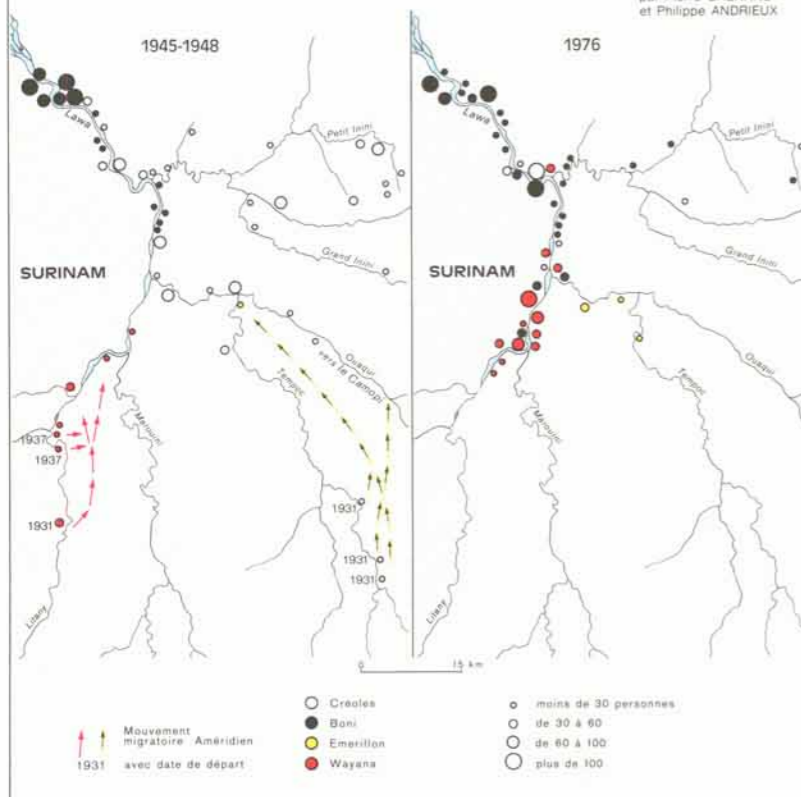 et Philippe ANDRIEUX
1945-1948
1976
Lawa
Petit Inini
Grand Inini
SURINAM
Ouaqui
vers le Camopi
Tampoc
Marouini
1937
1937
1931
1931
1931
Litany
Lawa
Petit Inini
Grand Inini
SURINAM
Ouaqui
Tampoc
Marouini
Litany
0 15 km
Créoles
Boni
Emerillon
Wayana
moins de 30 personnes
de 30 à 60
de 60 à 100
plus de 100
Mouvement
migratoire Améridien
1931 avec date de départ